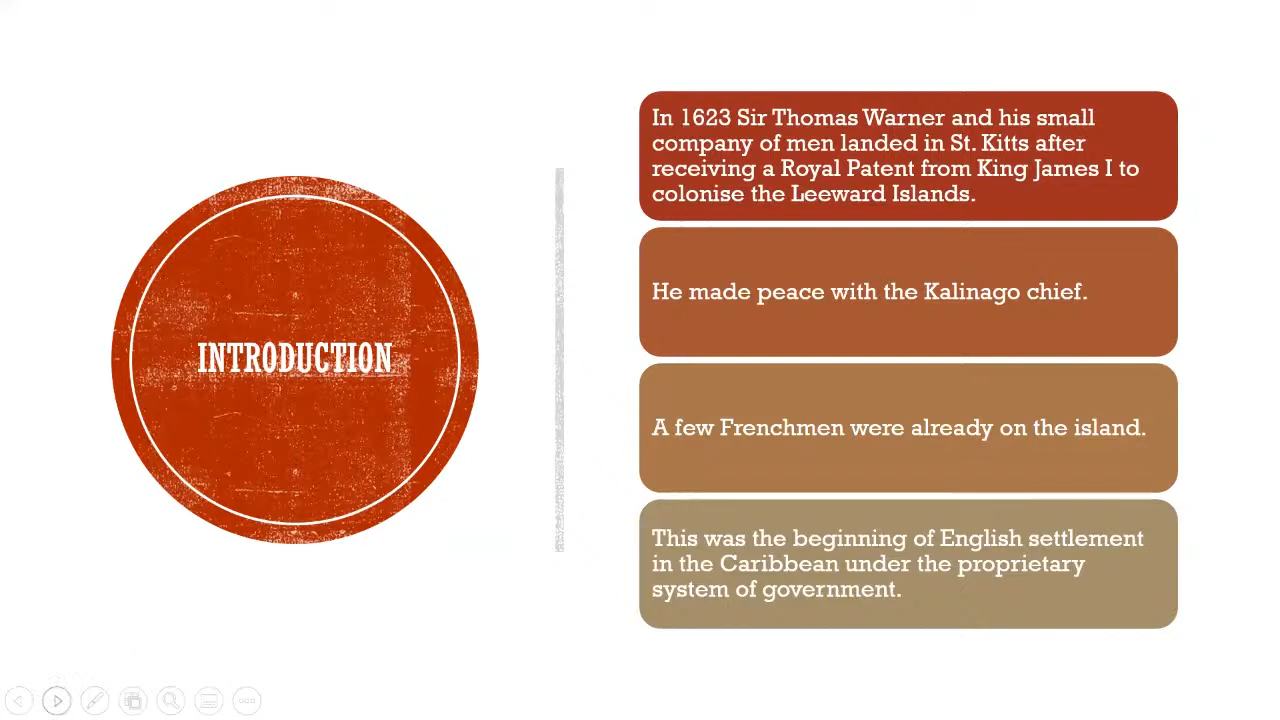 INTRODUCTION
In 1623 Sir Thomas Warner and his small
company of men landed in St. Kitts after
receiving a Royal Patent from King James I to
colonise the Leeward Islands.
He made peace with the Kalinago chief.
A few Frenchmen were already on the island.
This was the beginning of English settlement
in the Caribbean under the proprietary
system of government.